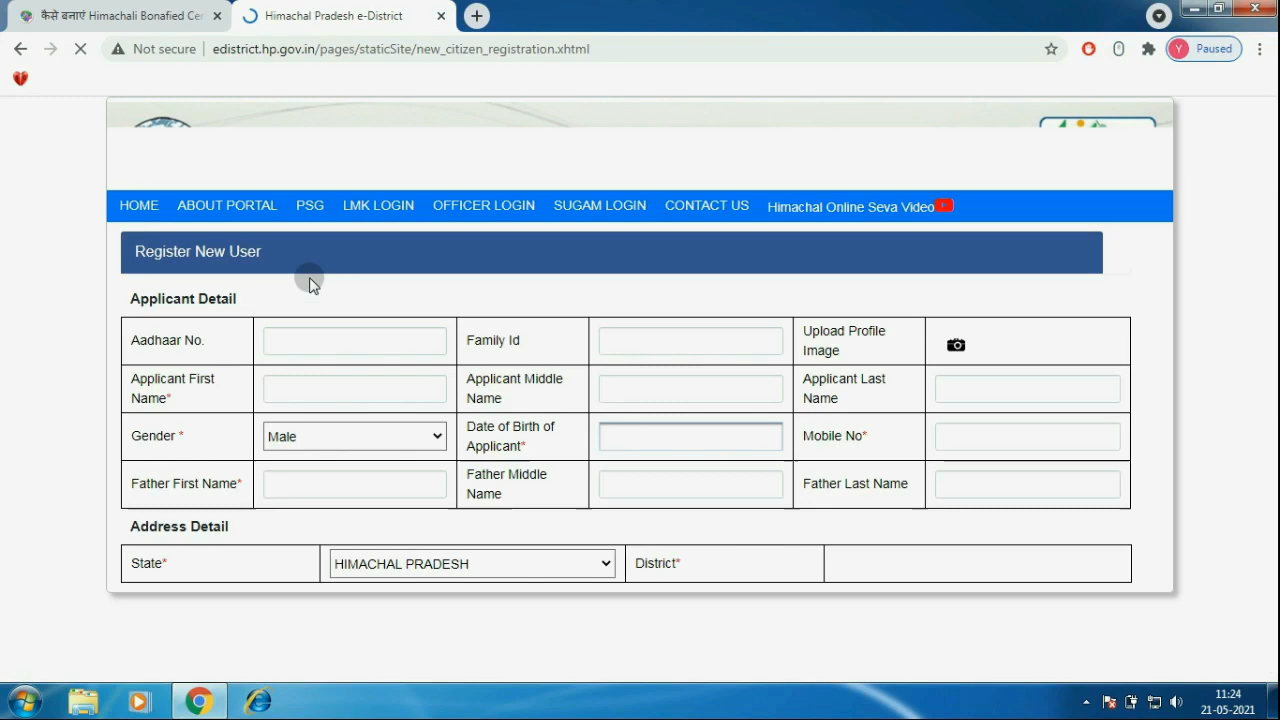 कैसे बनाएं Himachali Bonafied Cer
Himachal Pradesh e-District
Not secure
edistrict.hp.gov.in/pages/staticSite/new_citizen_registration.xhtml
Y
Paused
HOME
ABOUT PORTAL
PSG
LMK LOGIN
OFFICER LOGIN
SUGAM LOGIN
CONTACT US
Himachal Online Seva Video
Register New User
Applicant Detail
Aadhaar No.
Family Id
Upload Profile
Image
Applicant First
Name*
Applicant Middle
Name
Applicant Last
Name
Gender *
Male
Date of Birth of
Applicant*
Mobile No*
Father First Name*
Father Middle
Name
Father Last Name
Address Detail
State*
HIMACHAL PRADESH
District*
11:24
21-05-2021